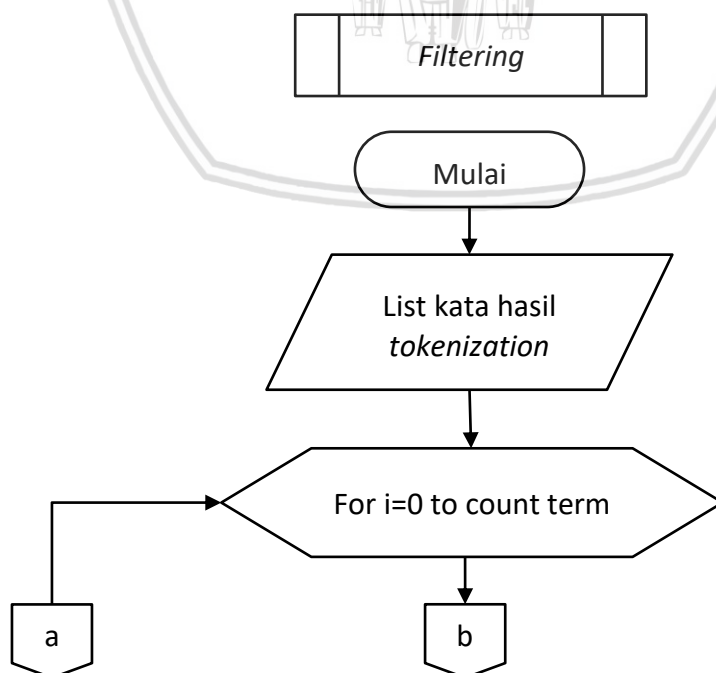 Filtering
Mulai
List kata hasil
tokenization
For i=0 to count term
a
b